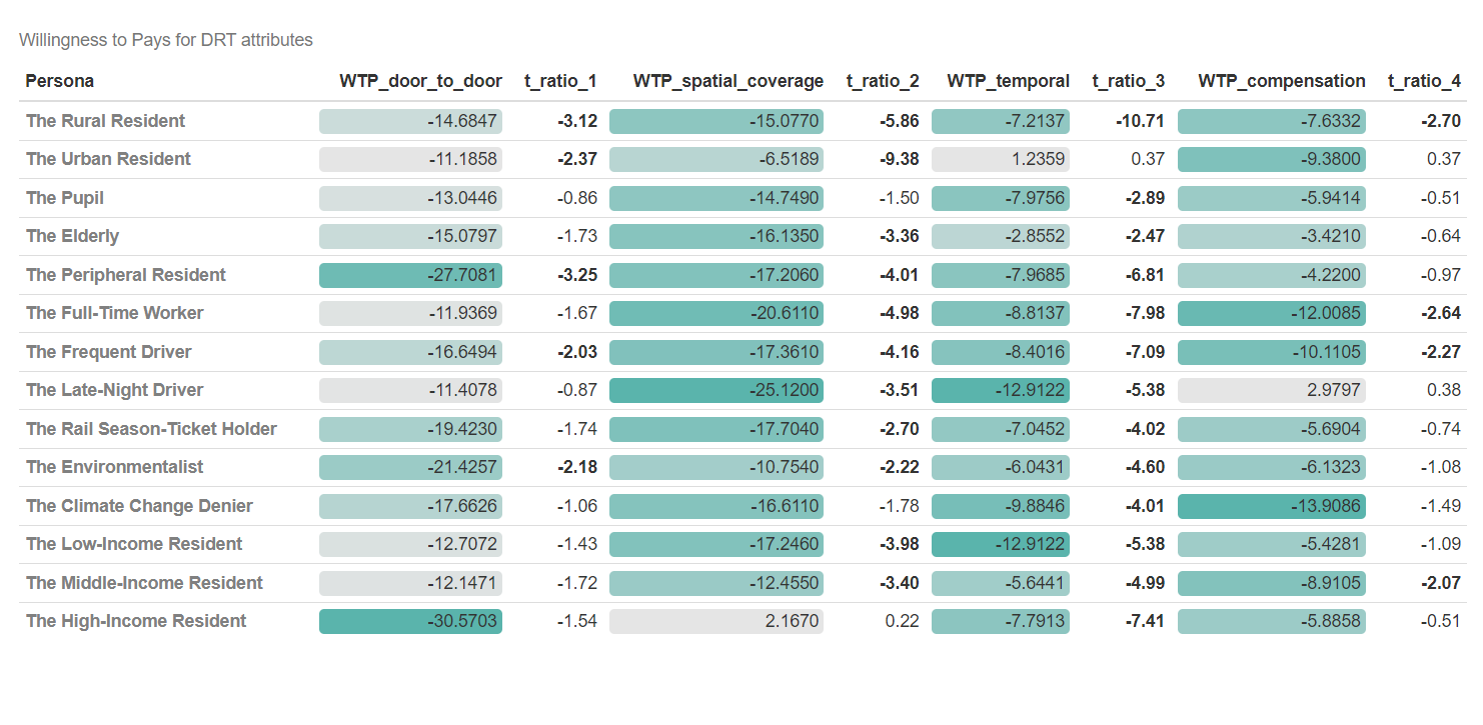 Willingness to Pays for DRT attributes
Persona WTP_door_to_door t_ratio_1 WTP_spatial_coverage t_ratio_2 WTP_temporal t_ratio_3 WTP_compensation t_ratio_4
The Rural Resident -14.6847 -3.12 -15.0770 -5.86 -7.2137 -10.71 -7.6332 -2.70
The Urban Resident -11.1858 -2.37 -6.5189 -9.38 1.2359 0.37 -9.3800 0.37
The Pupil -13.0446 -0.86 -14.7490 -1.50 -7.9756 -2.89 -5.9414 -0.51
The Elderly -15.0797 -1.73 -16.1350 -3.36 -2.8552 -2.47 -3.4210 -0.64
The Peripheral Resident -27.7081 -3.25 -17.2060 -4.01 -7.9685 -6.81 -4.2200 -0.97
The Full-Time Worker -11.9369 -1.67 -20.6110 -4.98 -8.8137 -7.98 -12.0085 -2.64
The Frequent Driver -16.6494 -2.03 -17.3610 -4.16 -8.4016 -7.09 -10.1105 -2.27
The Late-Night Driver -11.4078 -0.87 -25.1200 -3.51 -12.9122 -5.38 2.9797 0.38
The Rail Season-Ticket Holder -19.4230 -1.74 -17.7040 -2.70 -7.0452 -4.02 -5.6904 -0.74
The Environmentalist -21.4257 -2.18 -10.7540 -2.22 -6.0431 -4.60 -6.1323 -1.08
The Climate Change Denier -17.6626 -1.06 -16.6110 -1.78 -9.8846 -4.01 -13.9086 -1.49
The Low-Income Resident -12.7072 -1.43 -17.2460 -3.98 -12.9122 -5.38 -5.4281 -1.09
The Middle-Income Resident -12.1471 -1.72 -12.4550 -3.40 -5.6441 -4.99 -8.9105 -2.07
The High-Income Resident -30.5703 -1.54 2.1670 0.22 -7.7913 -7.41 -5.8858 -0.51